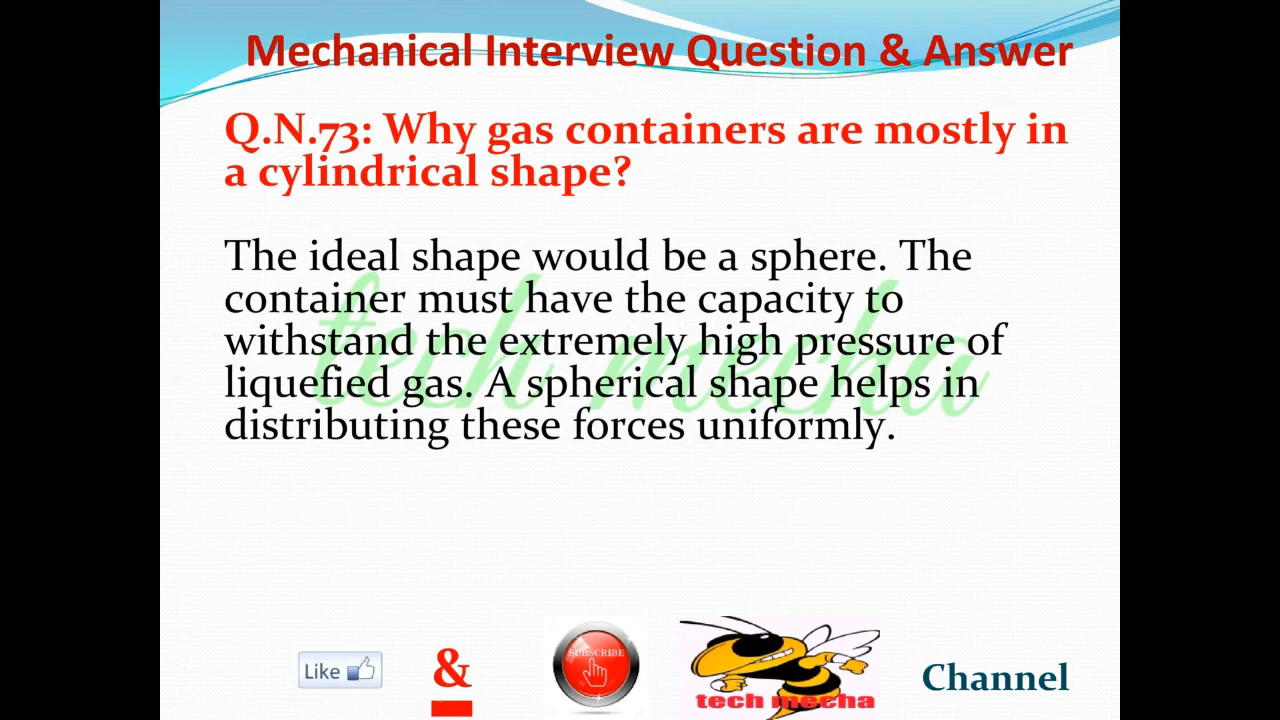 Mechanical Interview Question & Answer
Q.N.73: Why gas containers are mostly in
a cylindrical shape?
The ideal shape would be a sphere. The
container must have the capacity to
withstand the extremely high pressure of
liquefied gas. A spherical shape helps in
distributing these forces uniformly.
tech mecha
Like & SUBSCRIBE tech mecha Channel